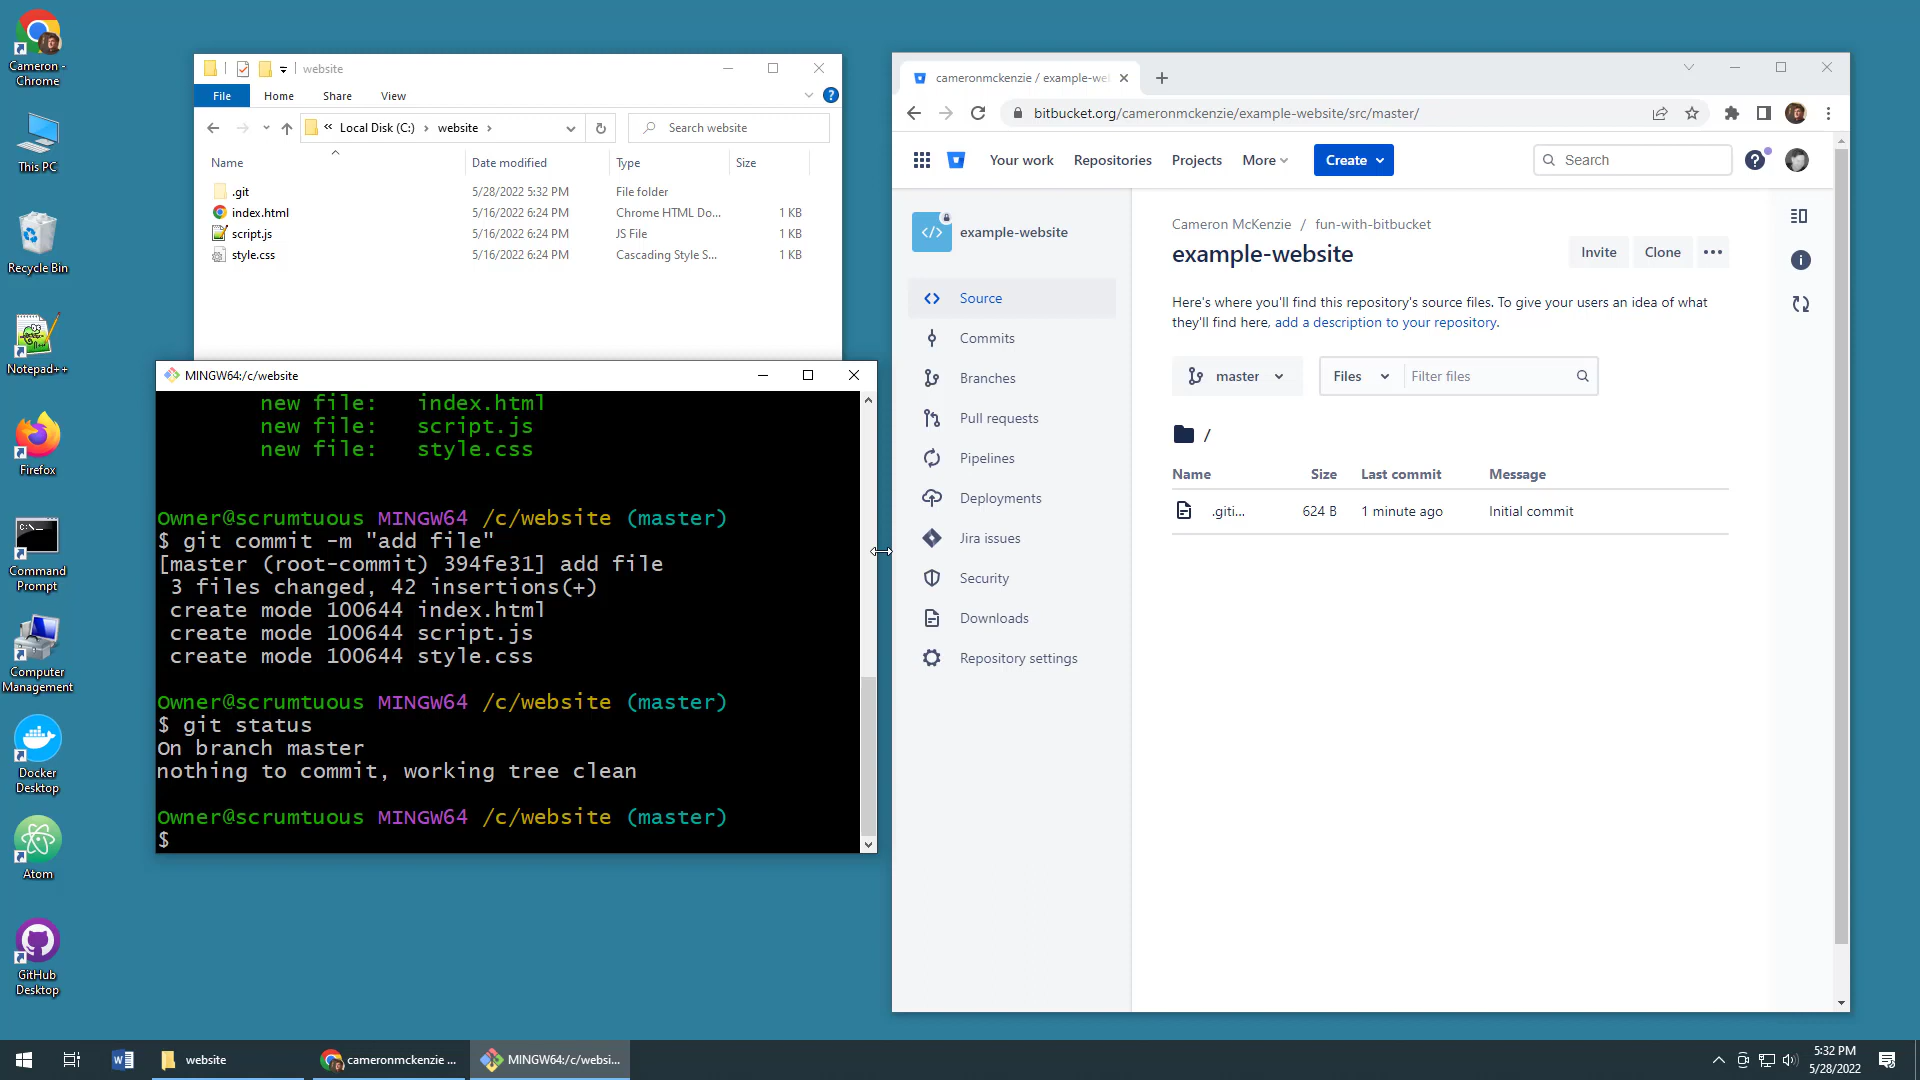 Cameron -
Chrome
This PC
Recycle Bin
Notepad++
Firefox
Command
Prompt
Computer
Management
Docker
Desktop
Atom
GitHub
Desktop
website
File Home Share View
« Local Disk (C:) › website ›
Search website
Name Date modified Type Size
.git 5/28/2022 5:32 PM File folder
index.html 5/16/2022 6:24 PM Chrome HTML Do... 1 KB
script.js 5/16/2022 6:24 PM JS File 1 KB
style.css 5/16/2022 6:24 PM Cascading Style S... 1 KB
MINGW64:/c/website
new file: index.html
new file: script.js
new file: style.css
Owner@scrumtuous MINGW64 /c/website (master)
$ git commit -m "add file"
[master (root-commit) 394fe31] add file
3 files changed, 42 insertions(+)
create mode 100644 index.html
create mode 100644 script.js
create mode 100644 style.css
Owner@scrumtuous MINGW64 /c/website (master)
$ git status
On branch master
nothing to commit, working tree clean
Owner@scrumtuous MINGW64 /c/website (master)
$
cameronmckenzie / example-we
bitbucket.org/cameronmckenzie/example-website/src/master/
Your work Repositories Projects More Create Search
example-website
Source
Commits
Branches
Pull requests
Pipelines
Deployments
Jira issues
Security
Downloads
Repository settings
Cameron McKenzie / fun-with-bitbucket
example-website
Invite Clone •••
Here's where you'll find this repository's source files. To give your users an idea of what
they'll find here, add a description to your repository.
master Files Filter files
/
Name Size Last commit Message
.giti... 624 B 1 minute ago Initial commit
website
cameronmckenzie ...
MINGW64:/c/websi...
5:32 PM
5/28/2022